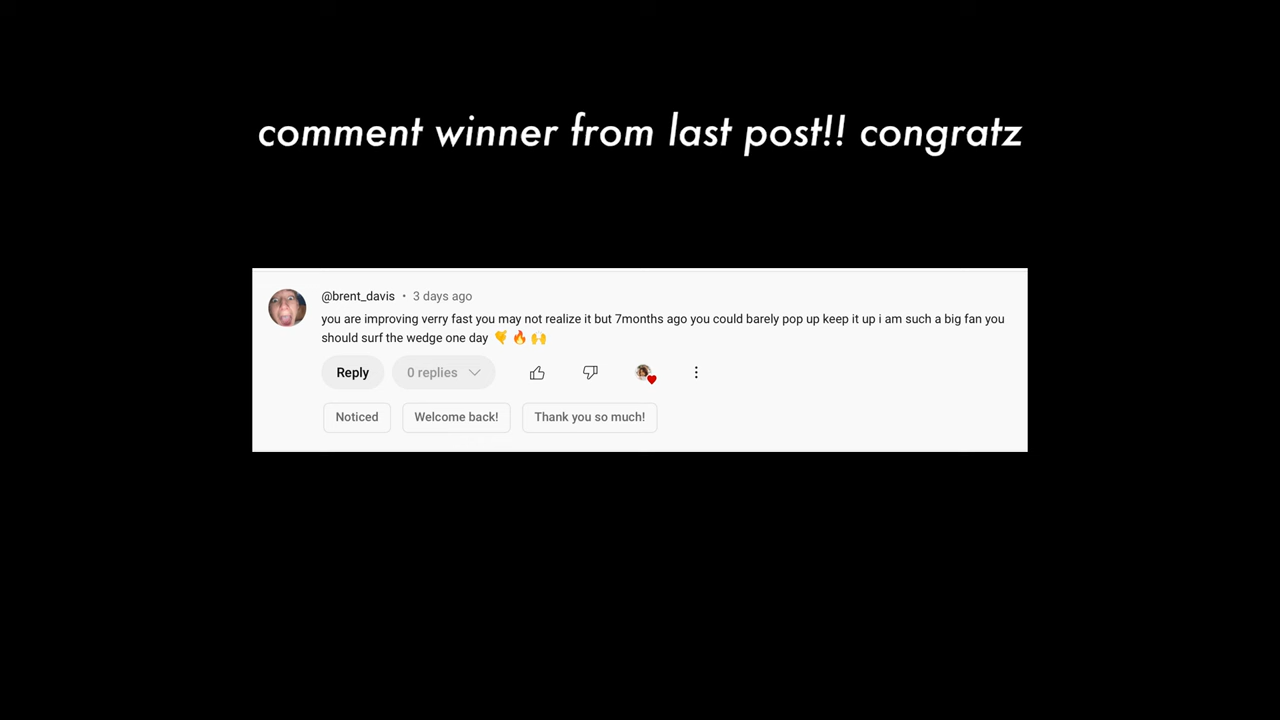 comment winner from last post!! congratz
@brent_davis • 3 days ago
you are improving verry fast you may not realize it but 7months ago you could barely pop up keep it up i am such a big fan you
should surf the wedge one day 🤙 🔥 🙌
Reply 0 replies
Noticed Welcome back! Thank you so much!